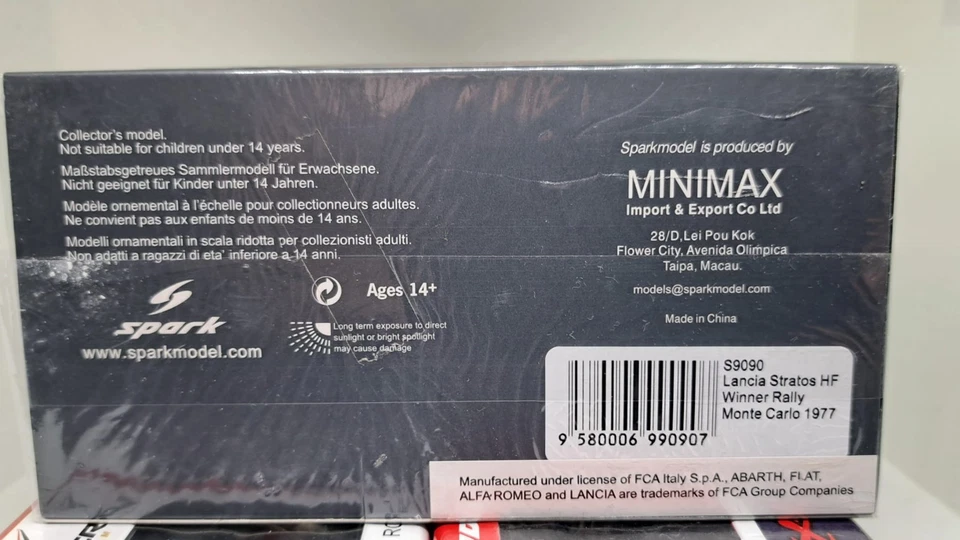 Collector's model.
Not suitable for children under 14 years.
Maßstabsgetreues Sammlermodell für Erwachsene.
Nicht geeignet für Kinder unter 14 Jahren.
Modèle ornemental à l'échelle pour collectionneurs adultes.
Ne convient pas aux enfants de moins de 14 ans.
Modelli ornamentali in scala ridotta per collezionisti adulti.
Non adatti a ragazzi di eta' inferiore a 14 anni.
Ages 14+
spark
www.sparkmodel.com
Long term exposure to direct
sunlight or bright spotlight
may cause damage
Sparkmodel is produced by
MINIMAX
Import & Export Co Ltd
28/D,Lei Pou Kok
Flower City, Avenida Olimpica
Taipa, Macau.
models@sparkmodel.com
Made in China
S9090
Lancia Stratos HF
Winner Rally
Monte Carlo 1977
9 580006 990907
Manufactured under license of FCA Italy S.p.A., ABARTH, FIAT,
ALFA ROMEO and LANCIA are trademarks of FCA Group Companies